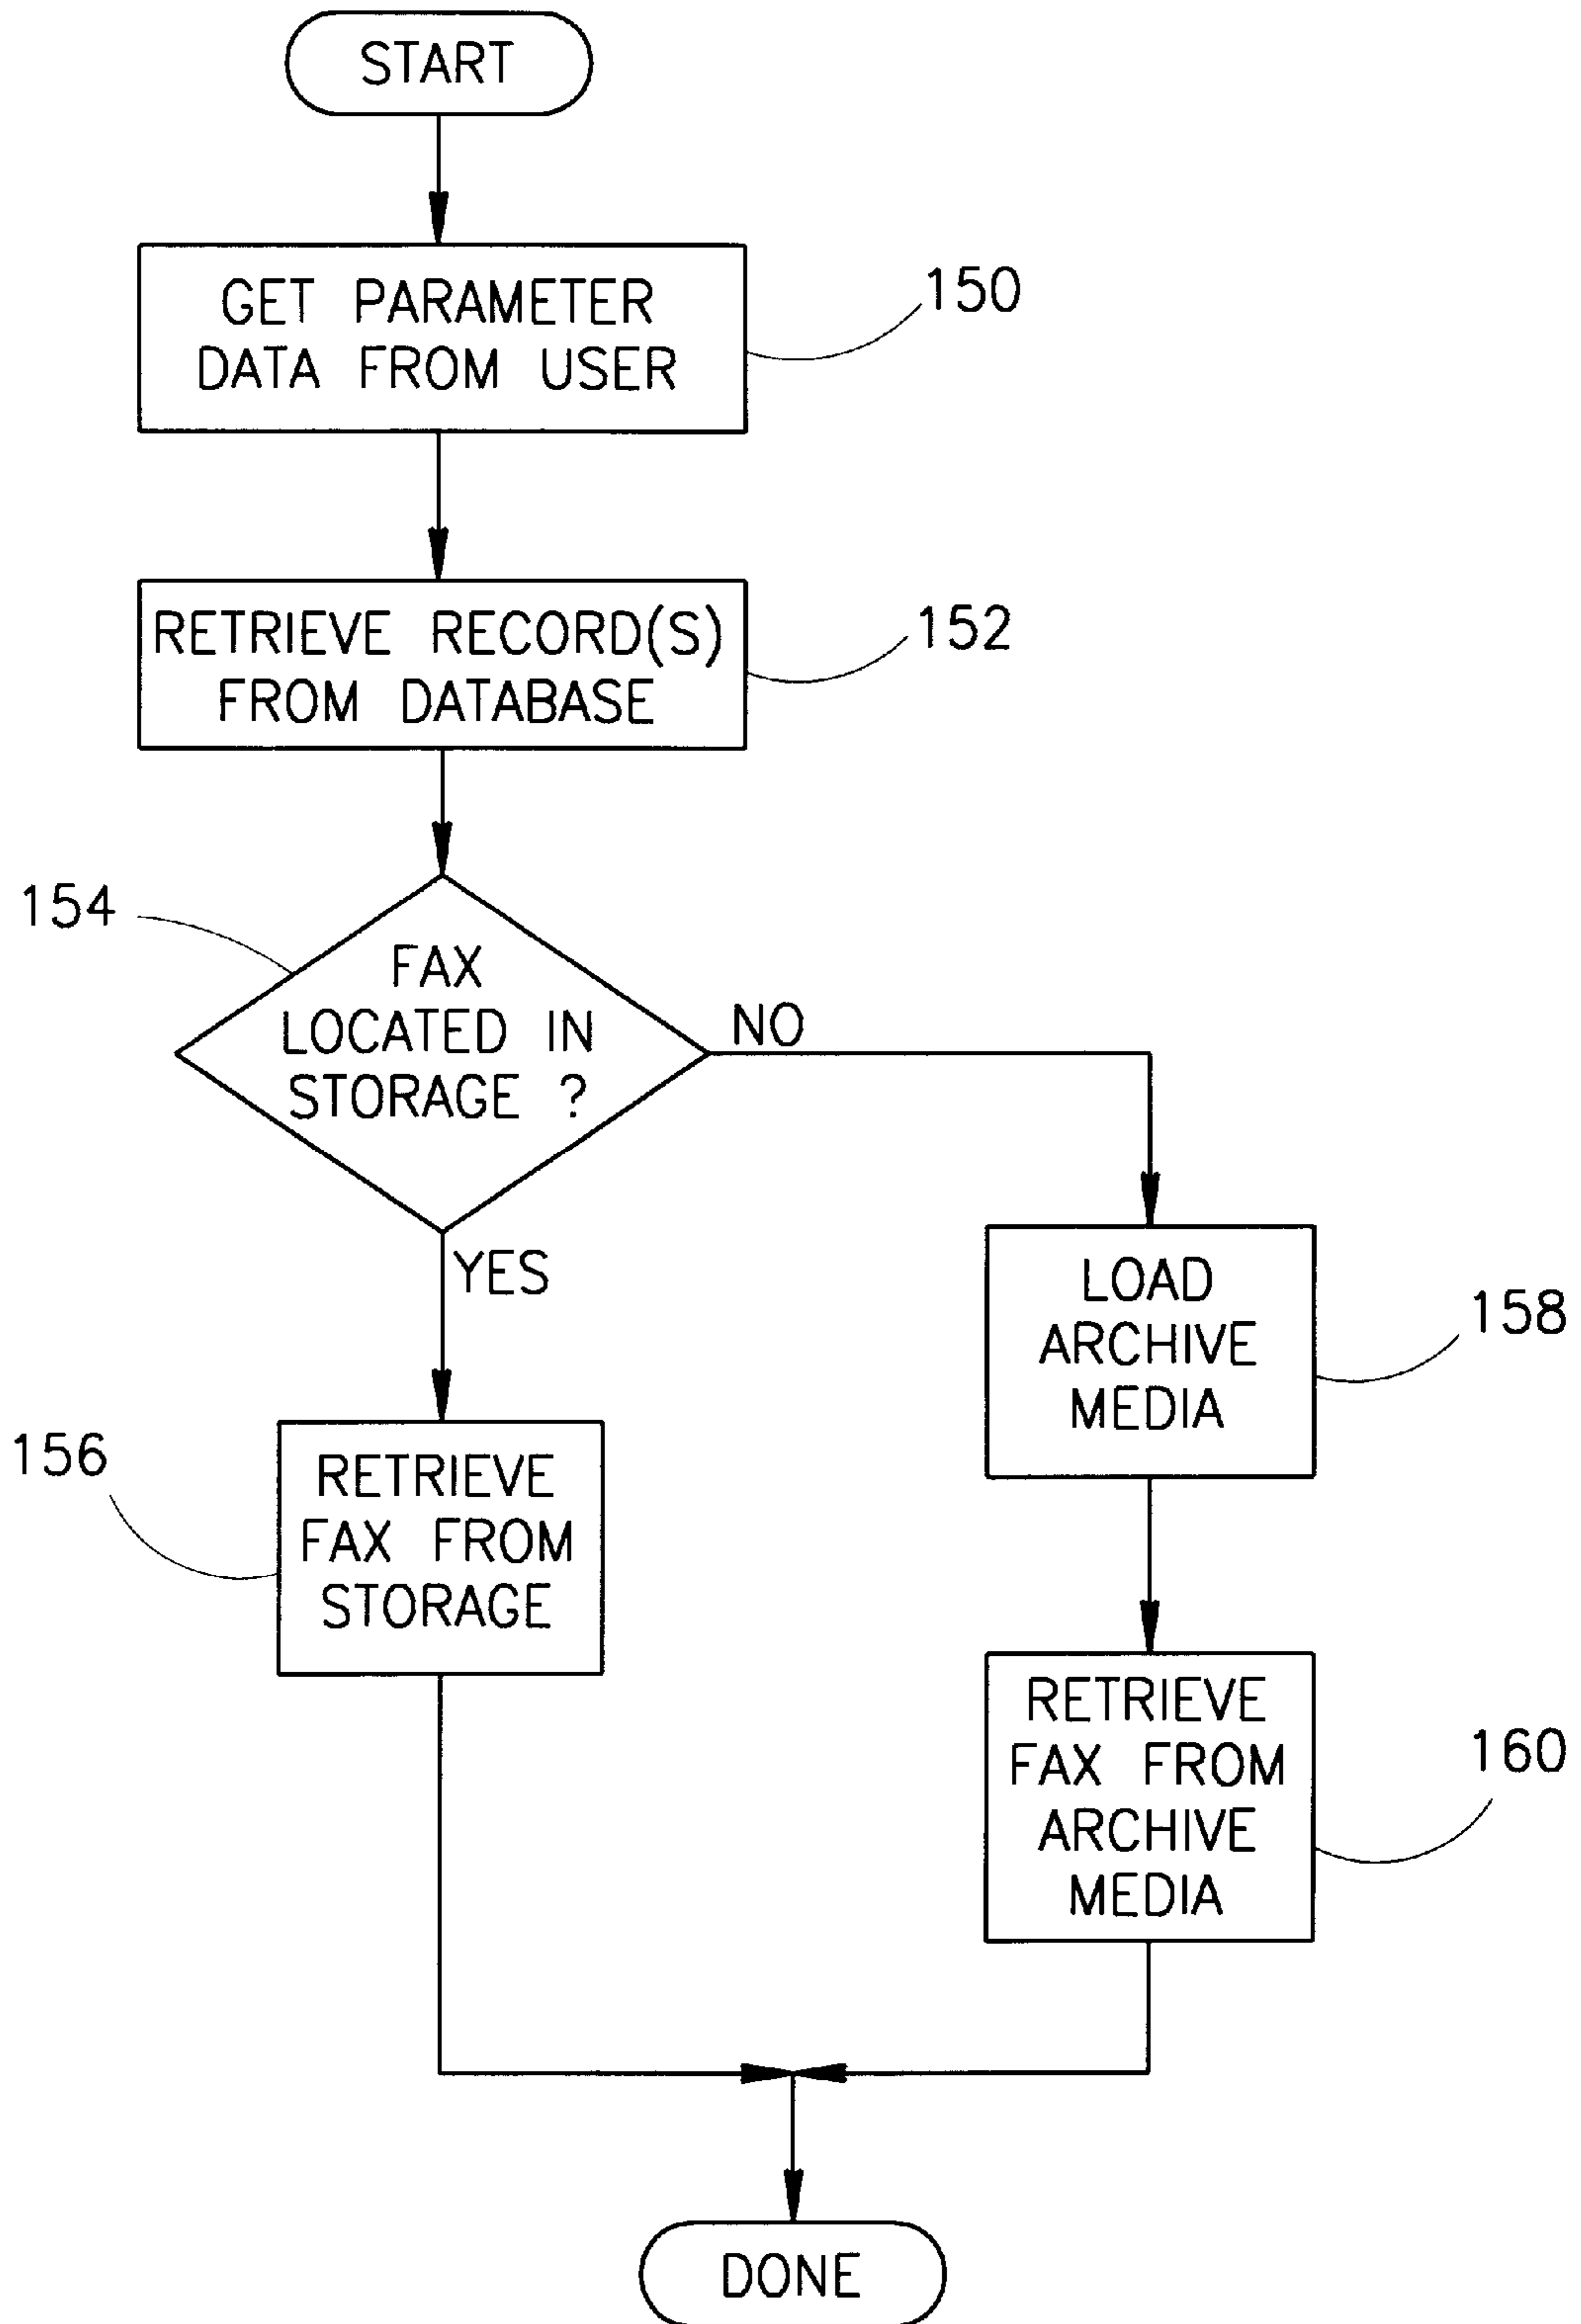 START
GET PARAMETER
DATA FROM USER
150
RETRIEVE RECORD(S)
FROM DATABASE
152
154
FAX
LOCATED IN
STORAGE ?
NO
YES
LOAD
ARCHIVE
MEDIA
158
156
RETRIEVE
FAX FROM
STORAGE
RETRIEVE
FAX FROM
ARCHIVE
MEDIA
160
DONE